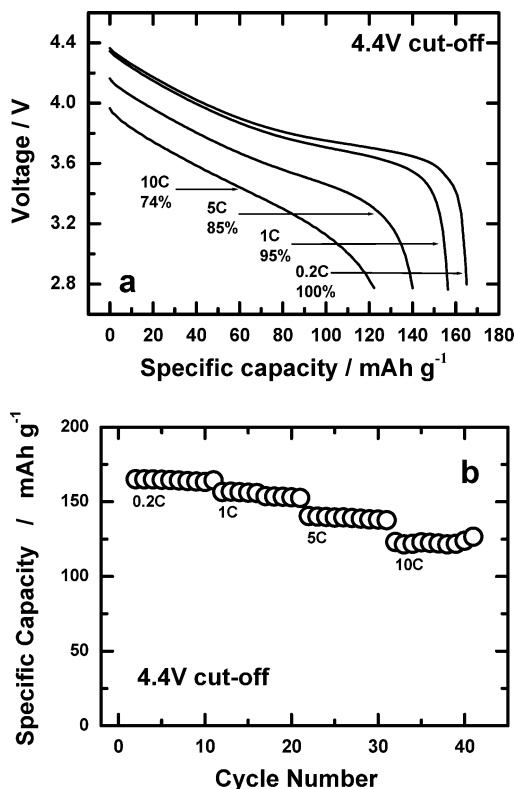 4.4V cut-off
4.4
4.0
3.6
3.2
2.8
Voltage / V
10C
74%
5C
85%
1C
95%
0.2C
100%
a
0 20 40 60 80 100 120 140 160 180
Specific capacity / mAh g⁻¹
b
200
150
100
50
0
Specific Capacity / mAh g⁻¹
0.2C
1C
5C
10C
4.4V cut-off
0 10 20 30 40
Cycle Number